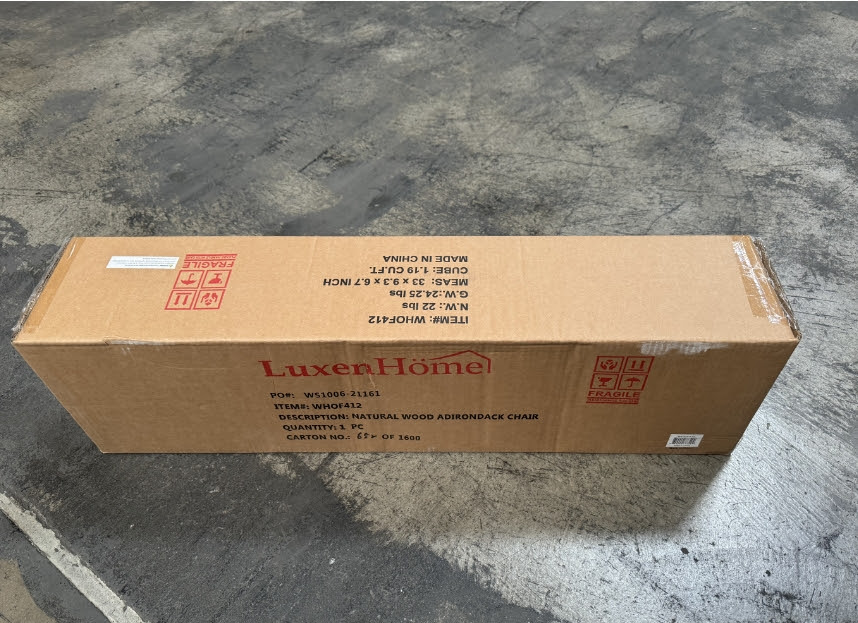 FRAGILE
ITEM#: WHOF412
N.W.: 22 lbs
G.W.:24.25 lbs
MEAS: 33 x 9.3 x 6.7 INCH
CUBE: 1.19 CU.FT.
MADE IN CHINA
LuxenHöme
PO#: WS1006-21161
ITEM#: WHOF412
DESCRIPTION: NATURAL WOOD ADIRONDACK CHAIR
QUANTITY: 1 PC
CARTON NO.: OF 1600
FRAGILE